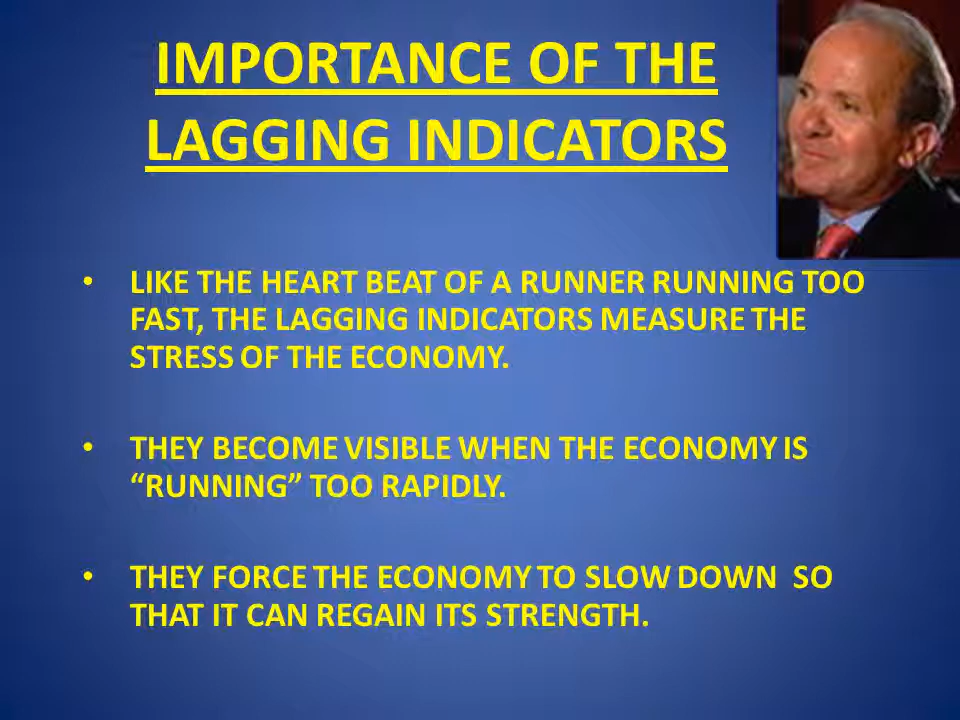 IMPORTANCE OF THE
LAGGING INDICATORS
• LIKE THE HEART BEAT OF A RUNNER RUNNING TOO
FAST, THE LAGGING INDICATORS MEASURE THE
STRESS OF THE ECONOMY.
• THEY BECOME VISIBLE WHEN THE ECONOMY IS
“RUNNING” TOO RAPIDLY.
• THEY FORCE THE ECONOMY TO SLOW DOWN  SO
THAT IT CAN REGAIN ITS STRENGTH.